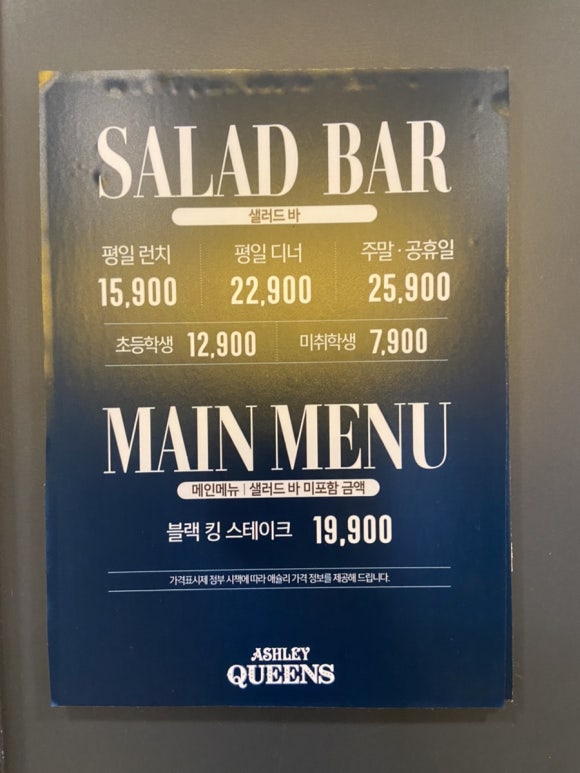 SALAD BAR
샐러드 바
평일 런치 평일 디너 주말·공휴일
15,900 22,900 25,900
초등학생 12,900 미취학생 7,900
MAIN MENU
메인메뉴 | 샐러드 바 미포함 금액
블랙 킹 스테이크 19,900
가격표시제 정부 시책에 따라 애슐리 가격 정보를 제공해 드립니다.
ASHLEY
QUEENS